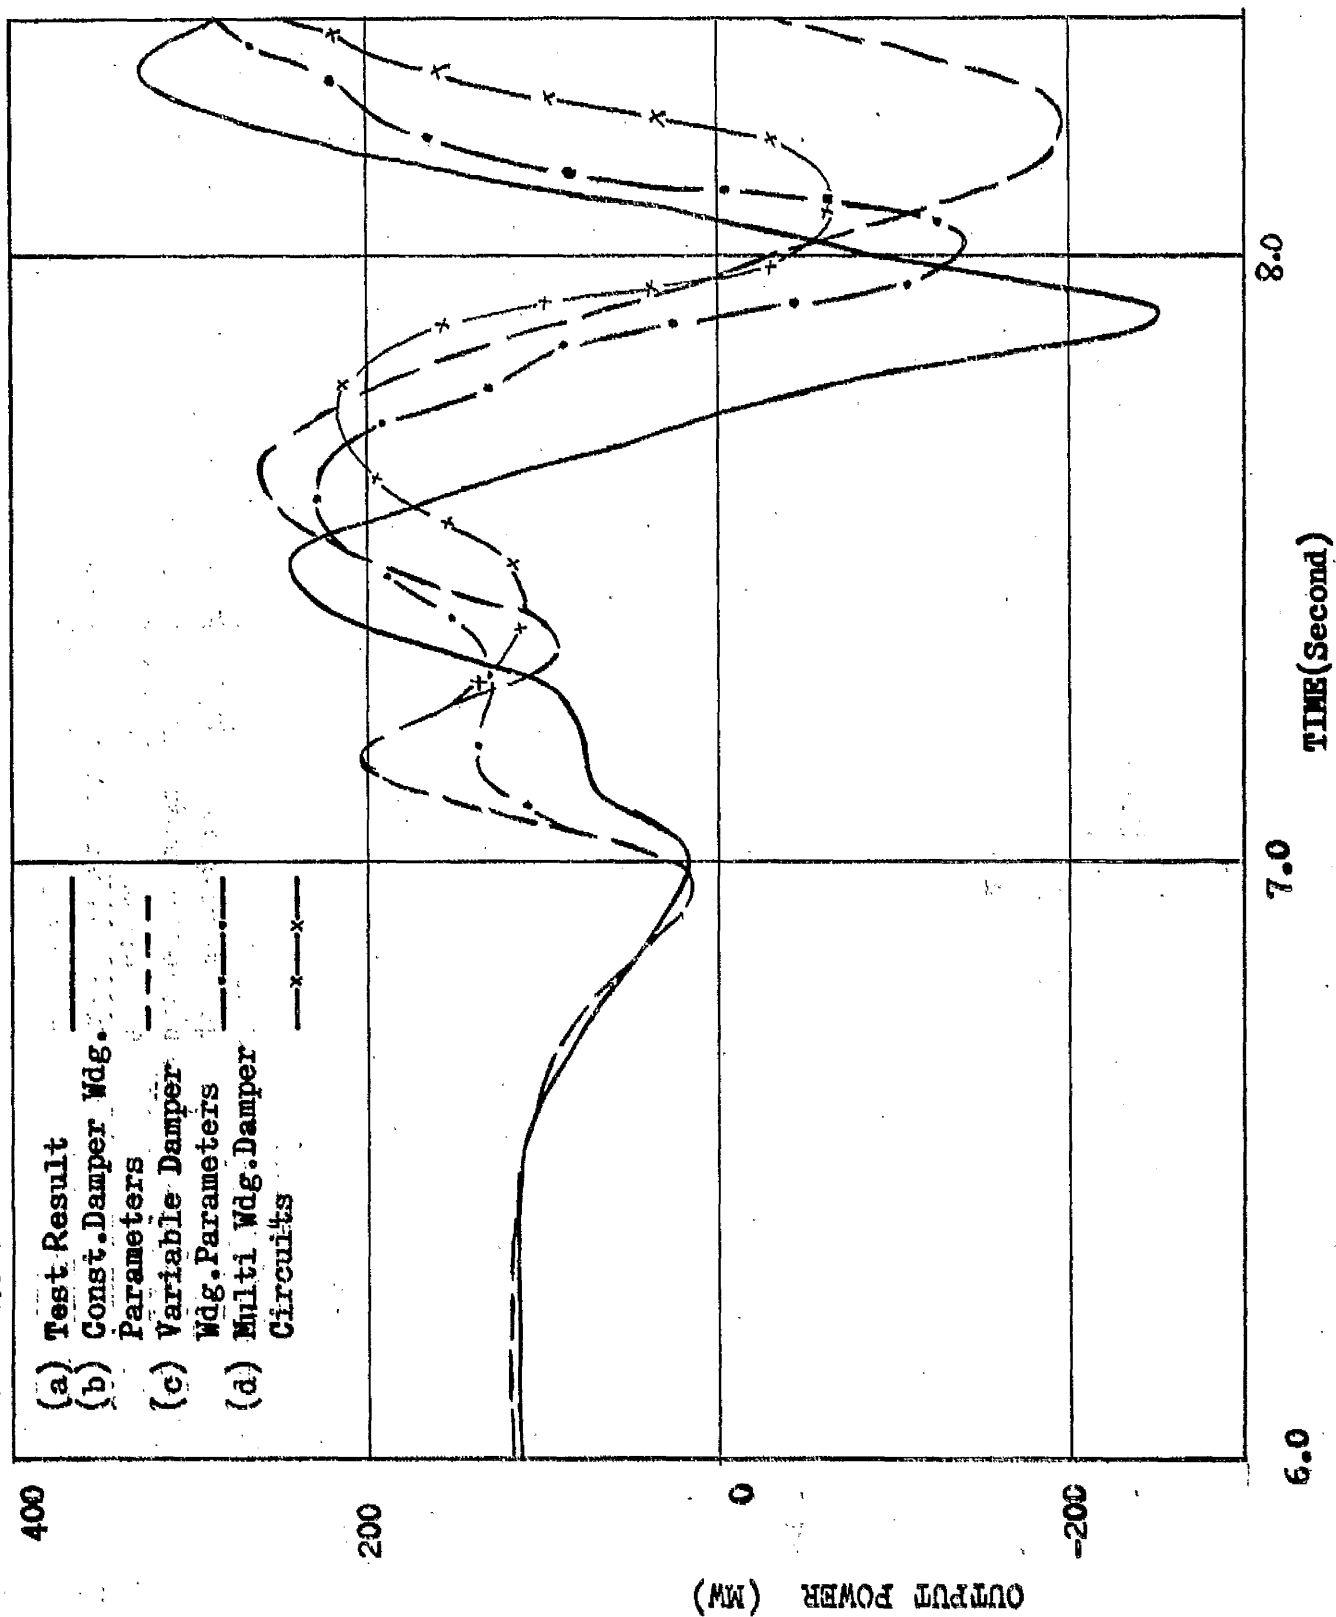 (a) Test Result
(b) Const.Damper Wdg.
Parameters
(c) Variable Damper
Wdg.Parameters
(d) Multi Wdg.Damper
Circuits
400
200
0
-200
OUTPUT POWER (MW)
6.0
7.0
8.0
TIME(Second)